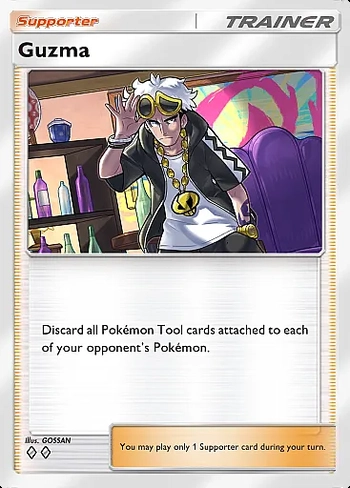 Supporter TRAINER
Guzma
Discard all Pokémon Tool cards attached to each
of your opponent's Pokémon.
Illus. GOSSAN
You may play only 1 Supporter card during your turn.